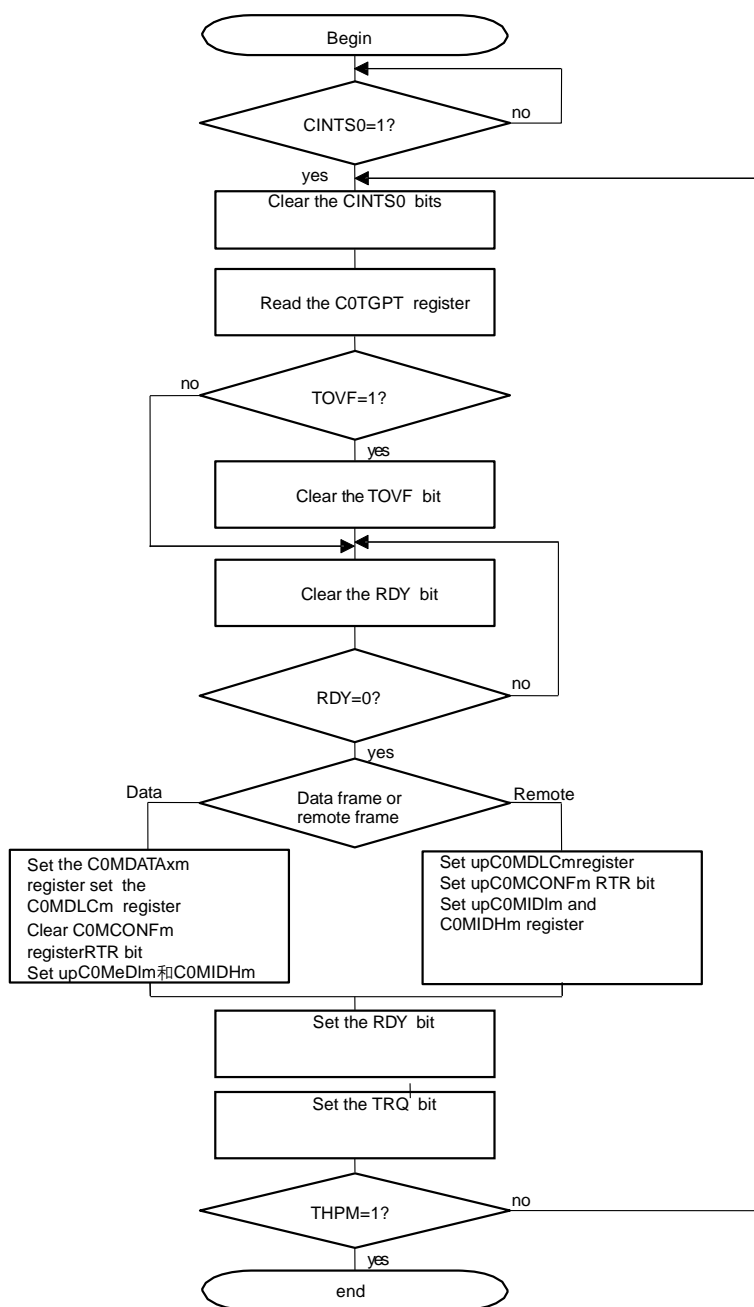 Begin
CINTS0=1?
no
yes
Clear the CINTS0 bits
Read the C0TGPT register
no
TOVF=1?
yes
Clear the TOVF bit
Clear the RDY bit
no
RDY=0?
yes
Data
Data frame or
remote frame
Remote
Set the C0MDATAxm
register set the
C0MDLCm register
Clear C0MCONFm
registerRTR bit
Set upC0MeDlm和C0MIDHm
Set upC0MDLCmregister
Set upC0MCONFm RTR bit
Set upC0MIDlm and
C0MIDHm register
Set the RDY bit
Set the TRQ bit
THPM=1?
no
yes
end